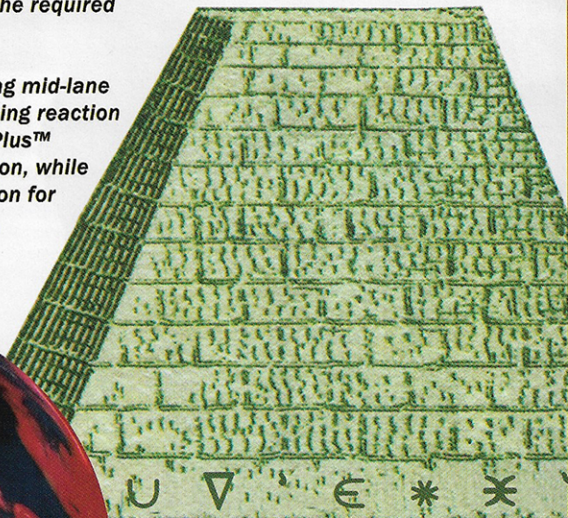 he required
g mid-lane
ing reaction
Plus™
on, while
on for
∪ ∇ ' ∈ * Ӿ